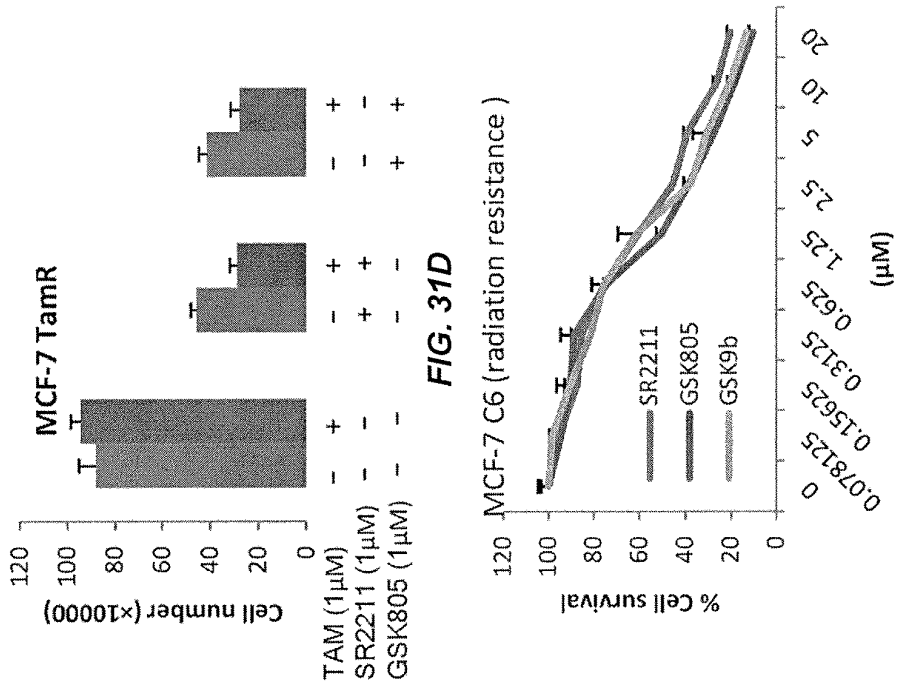 MCF-7 TamR
Cell number (×10000)
120
100
80
60
40
20
0
TAM (1μM) − + − + − +
SR2211 (1μM) − − + + − −
GSK805 (1μM) − − − − + +
FIG. 31D
MCF-7 C6 (radiation resistance )
% Cell survival
120
100
80
60
40
20
0
SR2211
GSK805
GSK9b
0 0.078125 0.15625 0.3125 0.625 1.25 2.5 5 10 20
(μM)